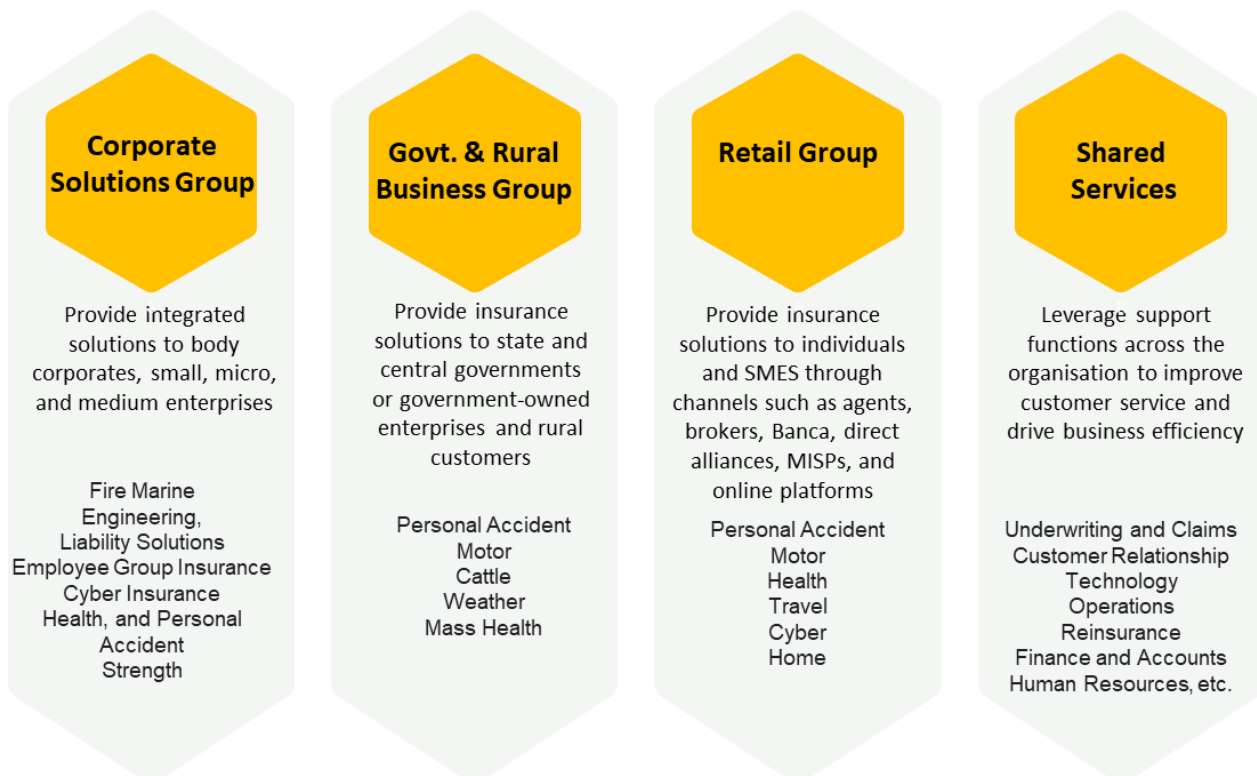 Corporate
Solutions Group
Provide integrated
solutions to body
corporates, small, micro,
and medium enterprises
Fire Marine
Engineering,
Liability Solutions
Employee Group Insurance
Cyber Insurance
Health, and Personal
Accident
Strength
Govt. & Rural
Business Group
Provide insurance
solutions to state and
central governments
or government-owned
enterprises and rural
customers
Personal Accident
Motor
Cattle
Weather
Mass Health
Retail Group
Provide insurance
solutions to individuals
and SMES through
channels such as agents,
brokers, Banca, direct
alliances, MISPs, and
online platforms
Personal Accident
Motor
Health
Travel
Cyber
Home
Shared
Services
Leverage support
functions across the
organisation to improve
customer service and
drive business efficiency
Underwriting and Claims
Customer Relationship
Technology
Operations
Reinsurance
Finance and Accounts
Human Resources, etc.